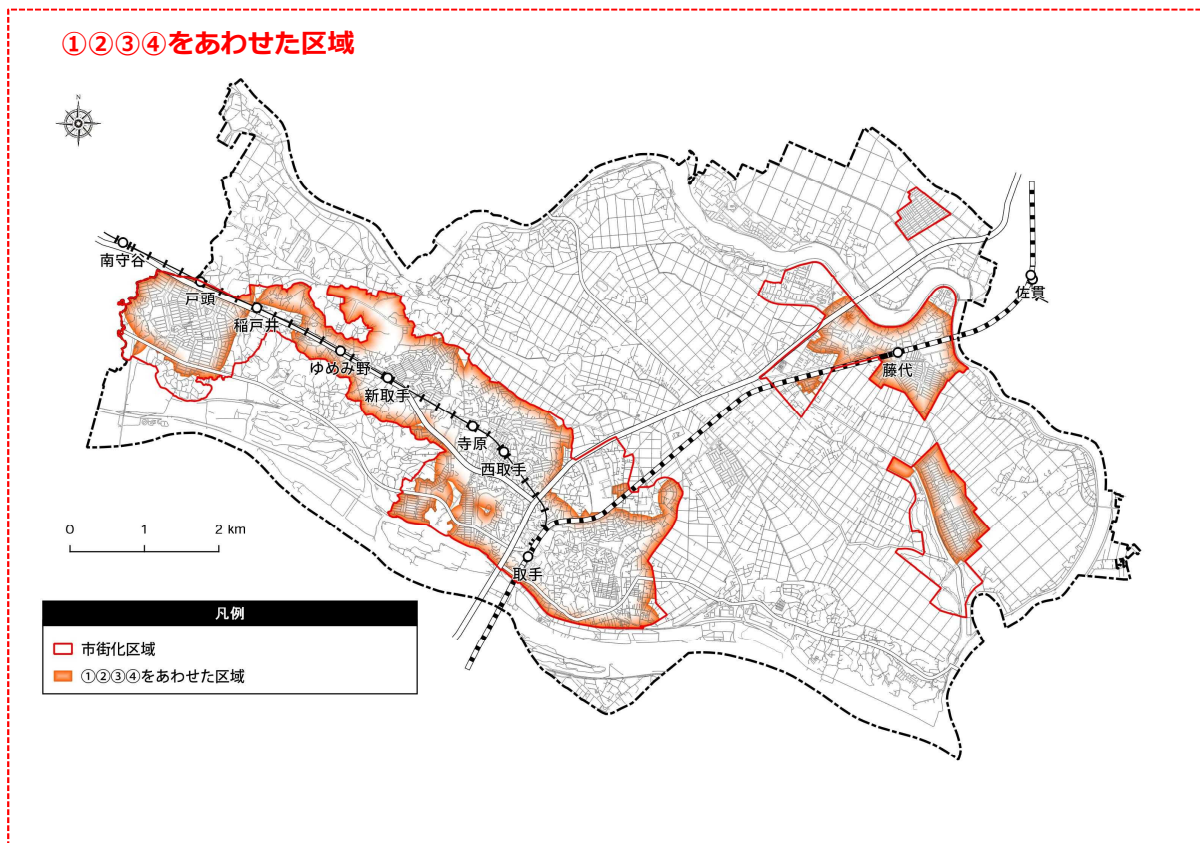 ①②③④をあわせた区域
N
南守谷
戸頭
稲戸井
ゆめみ野
新取手
寺原
西取手
取手
藤代
佐貫
0 1 2 km
凡例
市街化区域
①②③④をあわせた区域